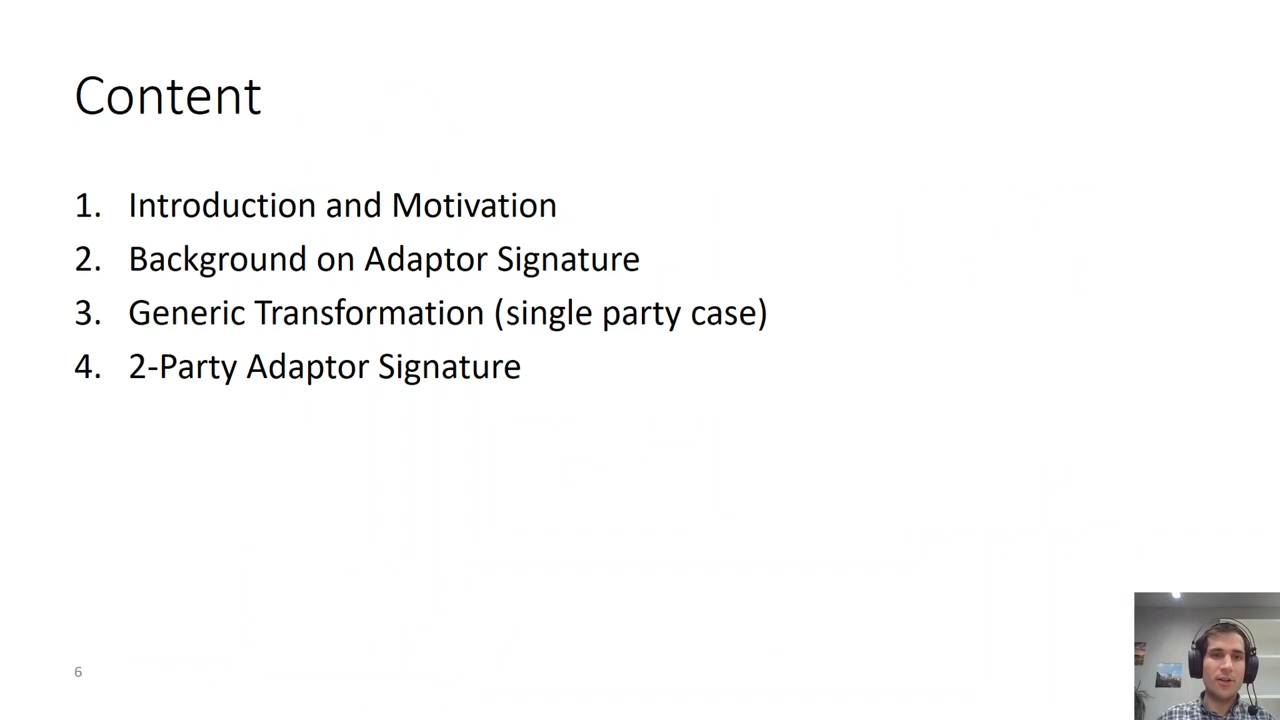 Content
1. Introduction and Motivation
2. Background on Adaptor Signature
3. Generic Transformation (single party case)
4. 2-Party Adaptor Signature
6